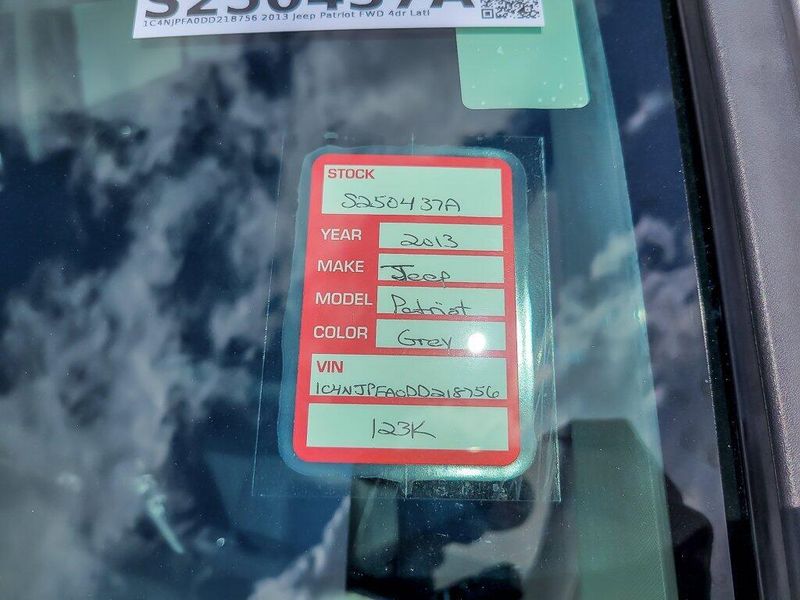 S250437A
1C4NJPFA0DD218756 2013 Jeep Patriot FWD 4dr Lati
STOCK
S250437A
YEAR 2013
MAKE Jeep
MODEL Patriot
COLOR Grey
VIN
1C4NJPFA0DD218756
123K